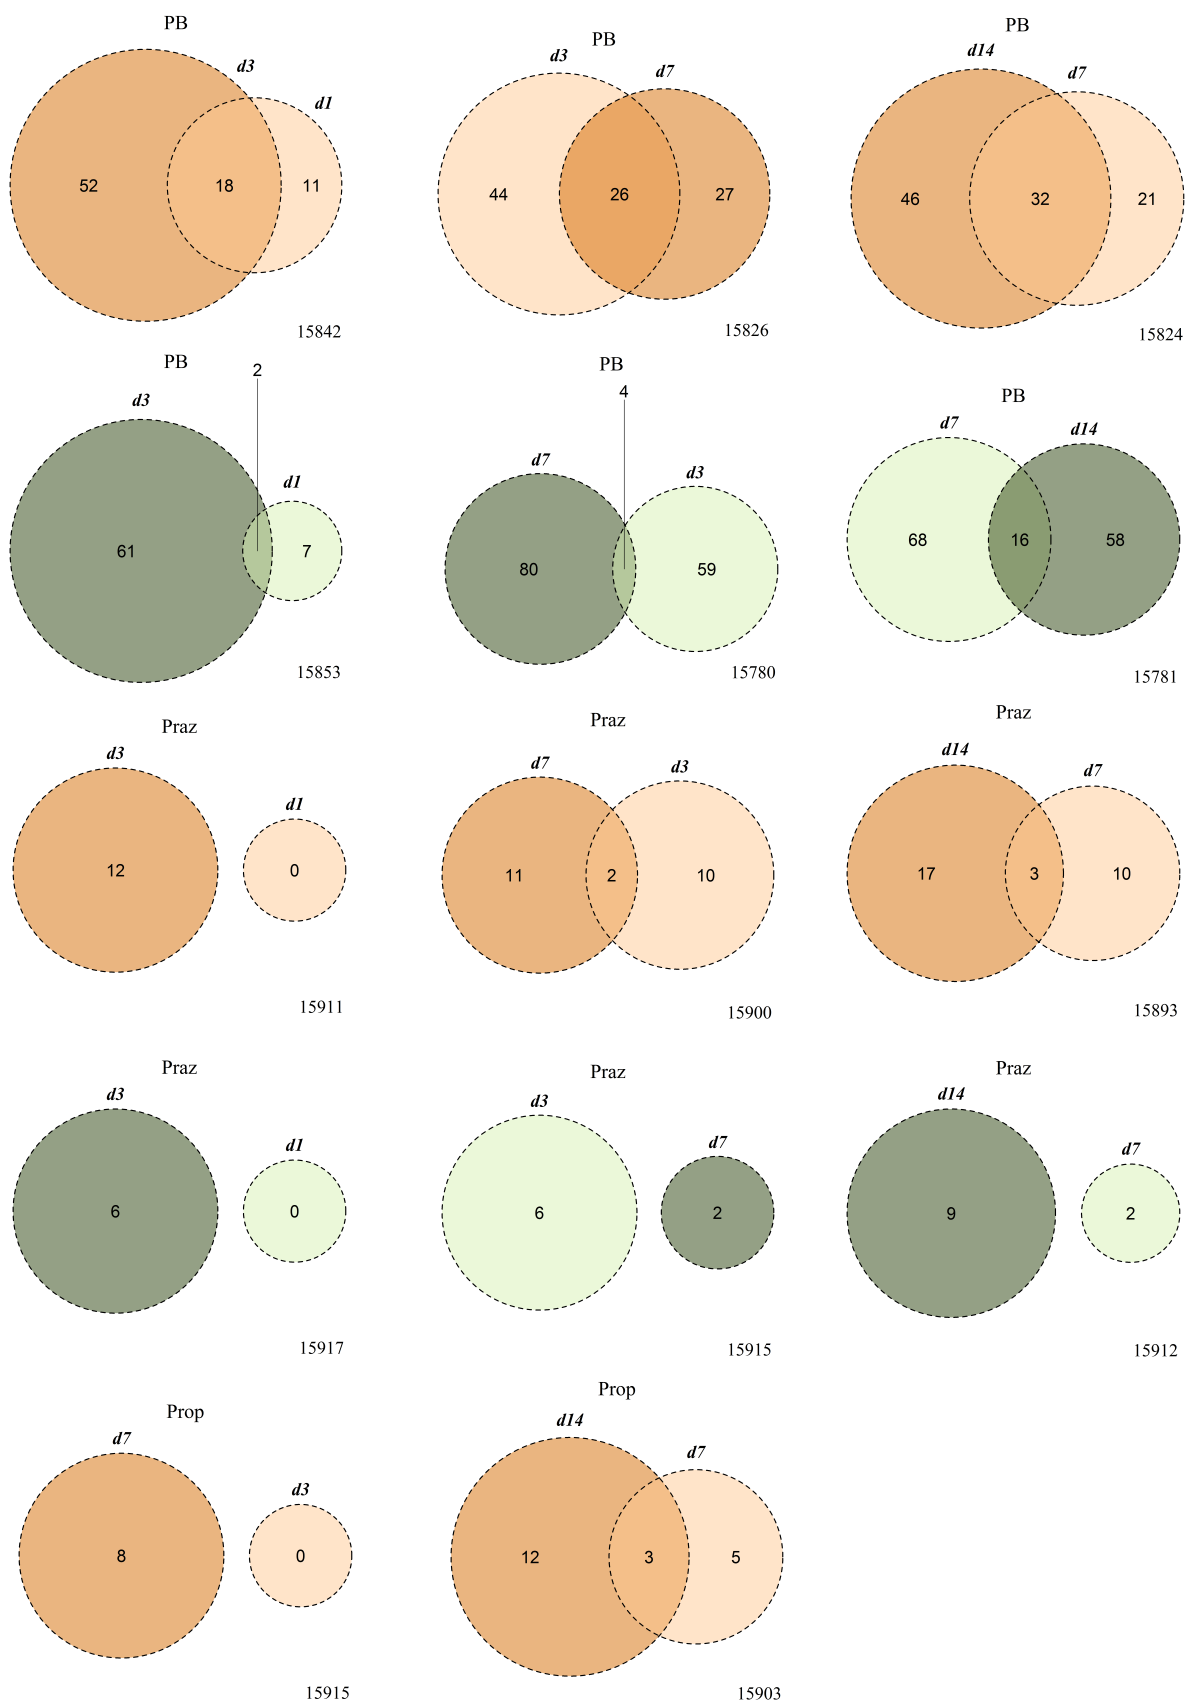 PB
d3
d1
52
18
11
15842
PB
d3
d7
44
26
27
15826
PB
d14
d7
46
32
21
15824
PB
2
d3
d1
61
7
15853
PB
4
d7
d3
80
59
15780
PB
d7
d14
68
16
58
15781
Praz
d3
d1
12
0
15911
Praz
d7
d3
11
2
10
15900
Praz
d14
d7
17
3
10
15893
Praz
d3
d1
6
0
15917
Praz
d3
d7
6
2
15915
Praz
d14
d7
9
2
15912
Prop
d7
d3
8
0
15915
Prop
d14
d7
12
3
5
15903